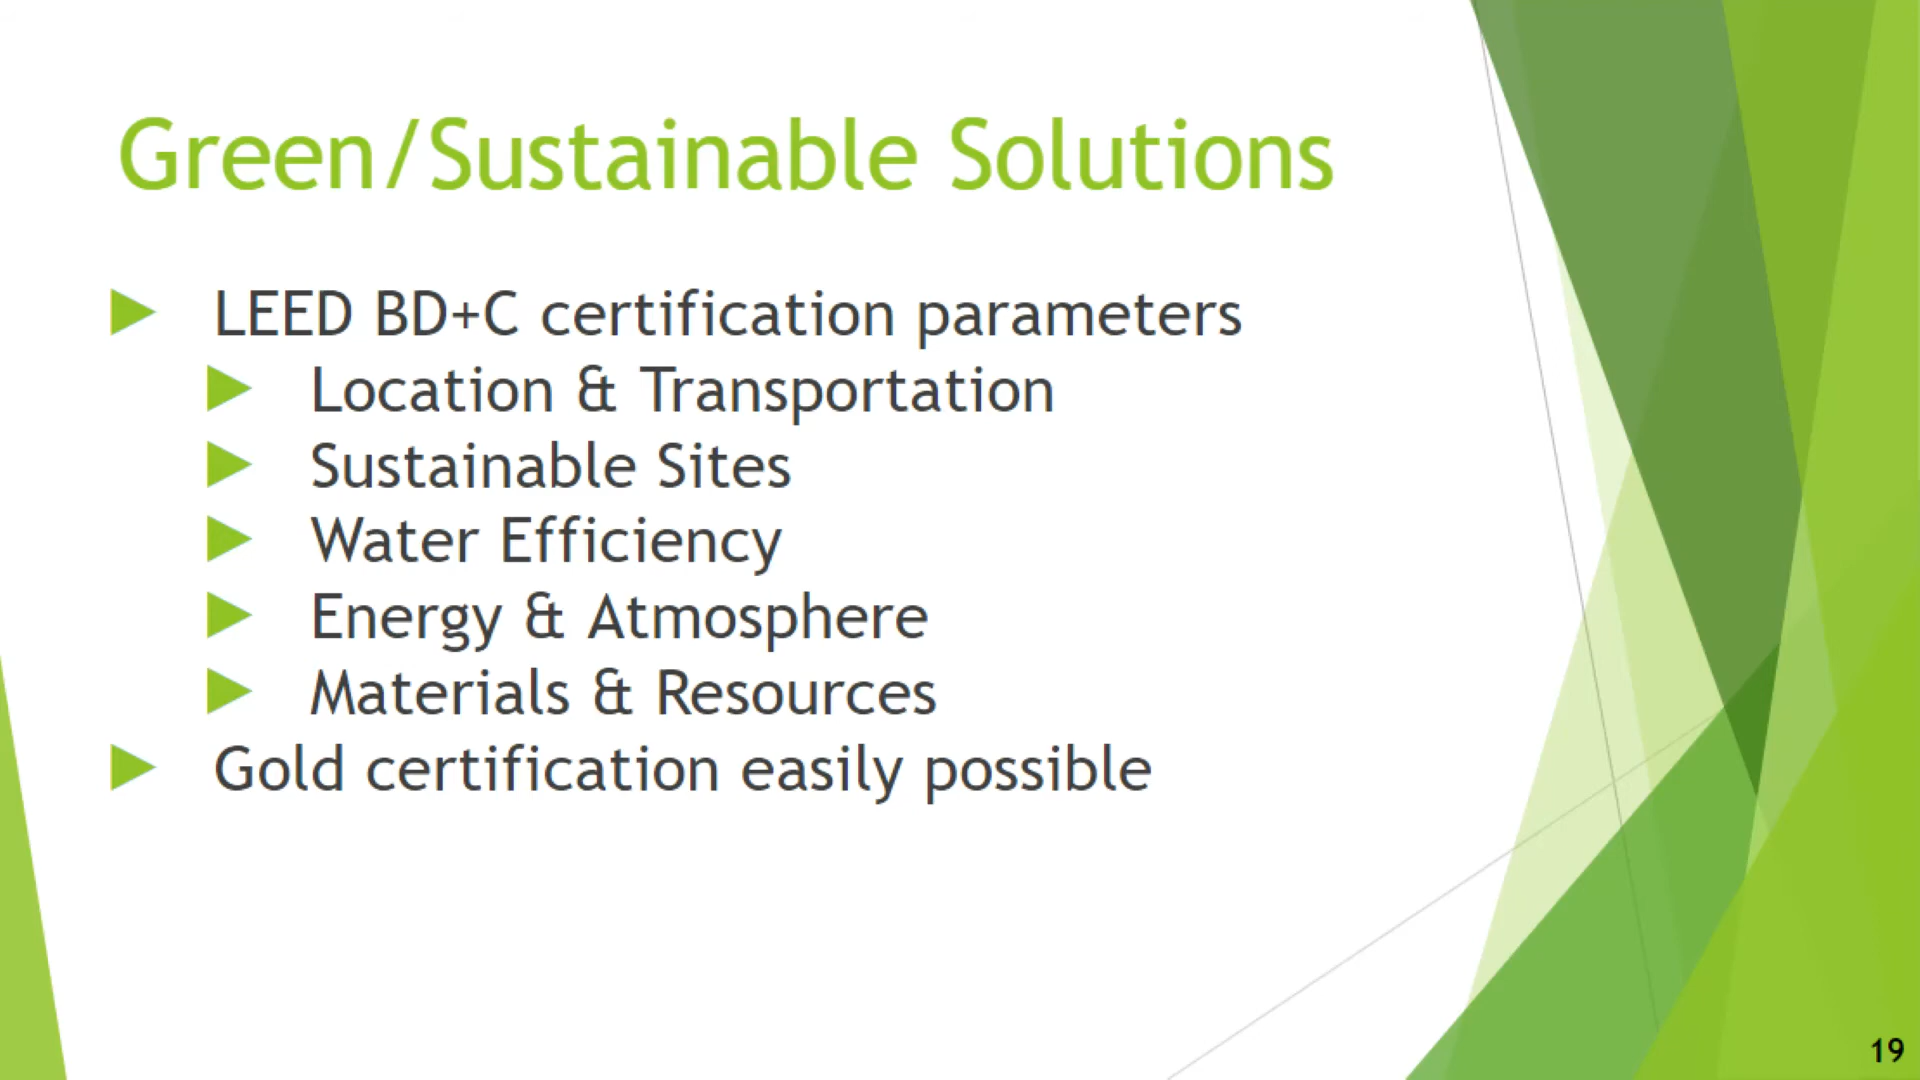 Green/Sustainable Solutions
LEED BD+C certification parameters
Location & Transportation
Sustainable Sites
Water Efficiency
Energy & Atmosphere
Materials & Resources
Gold certification easily possible
19